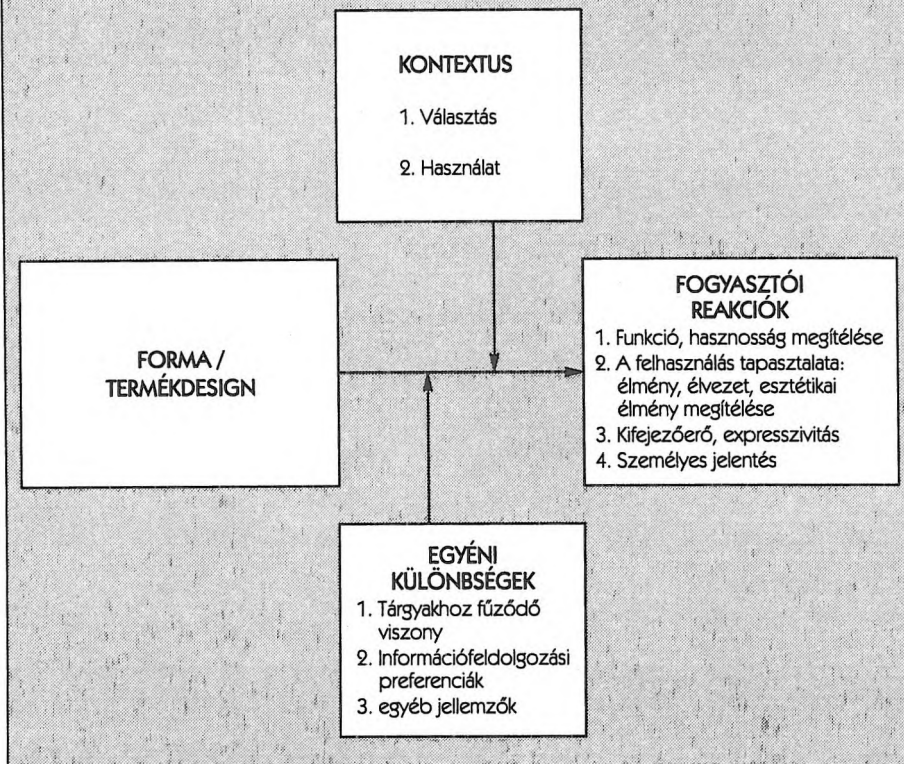 KONTEXTUS
1. Választás
2. Használat
FORMA /
TERMÉKDESIGN
FOGYASZTÓI
REAKCIÓK
1. Funkció, hasznosság megítélése
2. A felhasználás tapasztalata:
élmény, élvezet, esztétikai
élmény megítélése
3. Kifejezőerő, expresszivitás
4. Személyes jelentés
EGYÉNI
KÜLÖNBSÉGEK
1. Tárgyakhoz fűződő
viszony
2. Információfeldolgozási
preferenciák
3. egyéb jellemzők